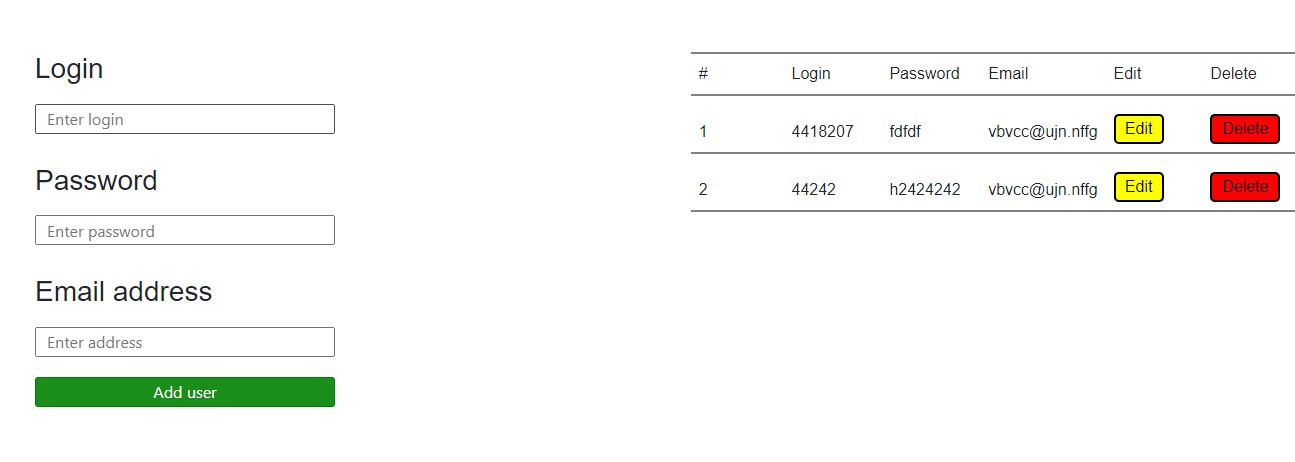 Login
Enter login
Password
Enter password
Email address
Enter address
Add user
# Login Password Email Edit Delete
1 4418207 fdfdf vbvcc@ujn.nffg Edit Delete
2 44242 h2424242 vbvcc@ujn.nffg Edit Delete